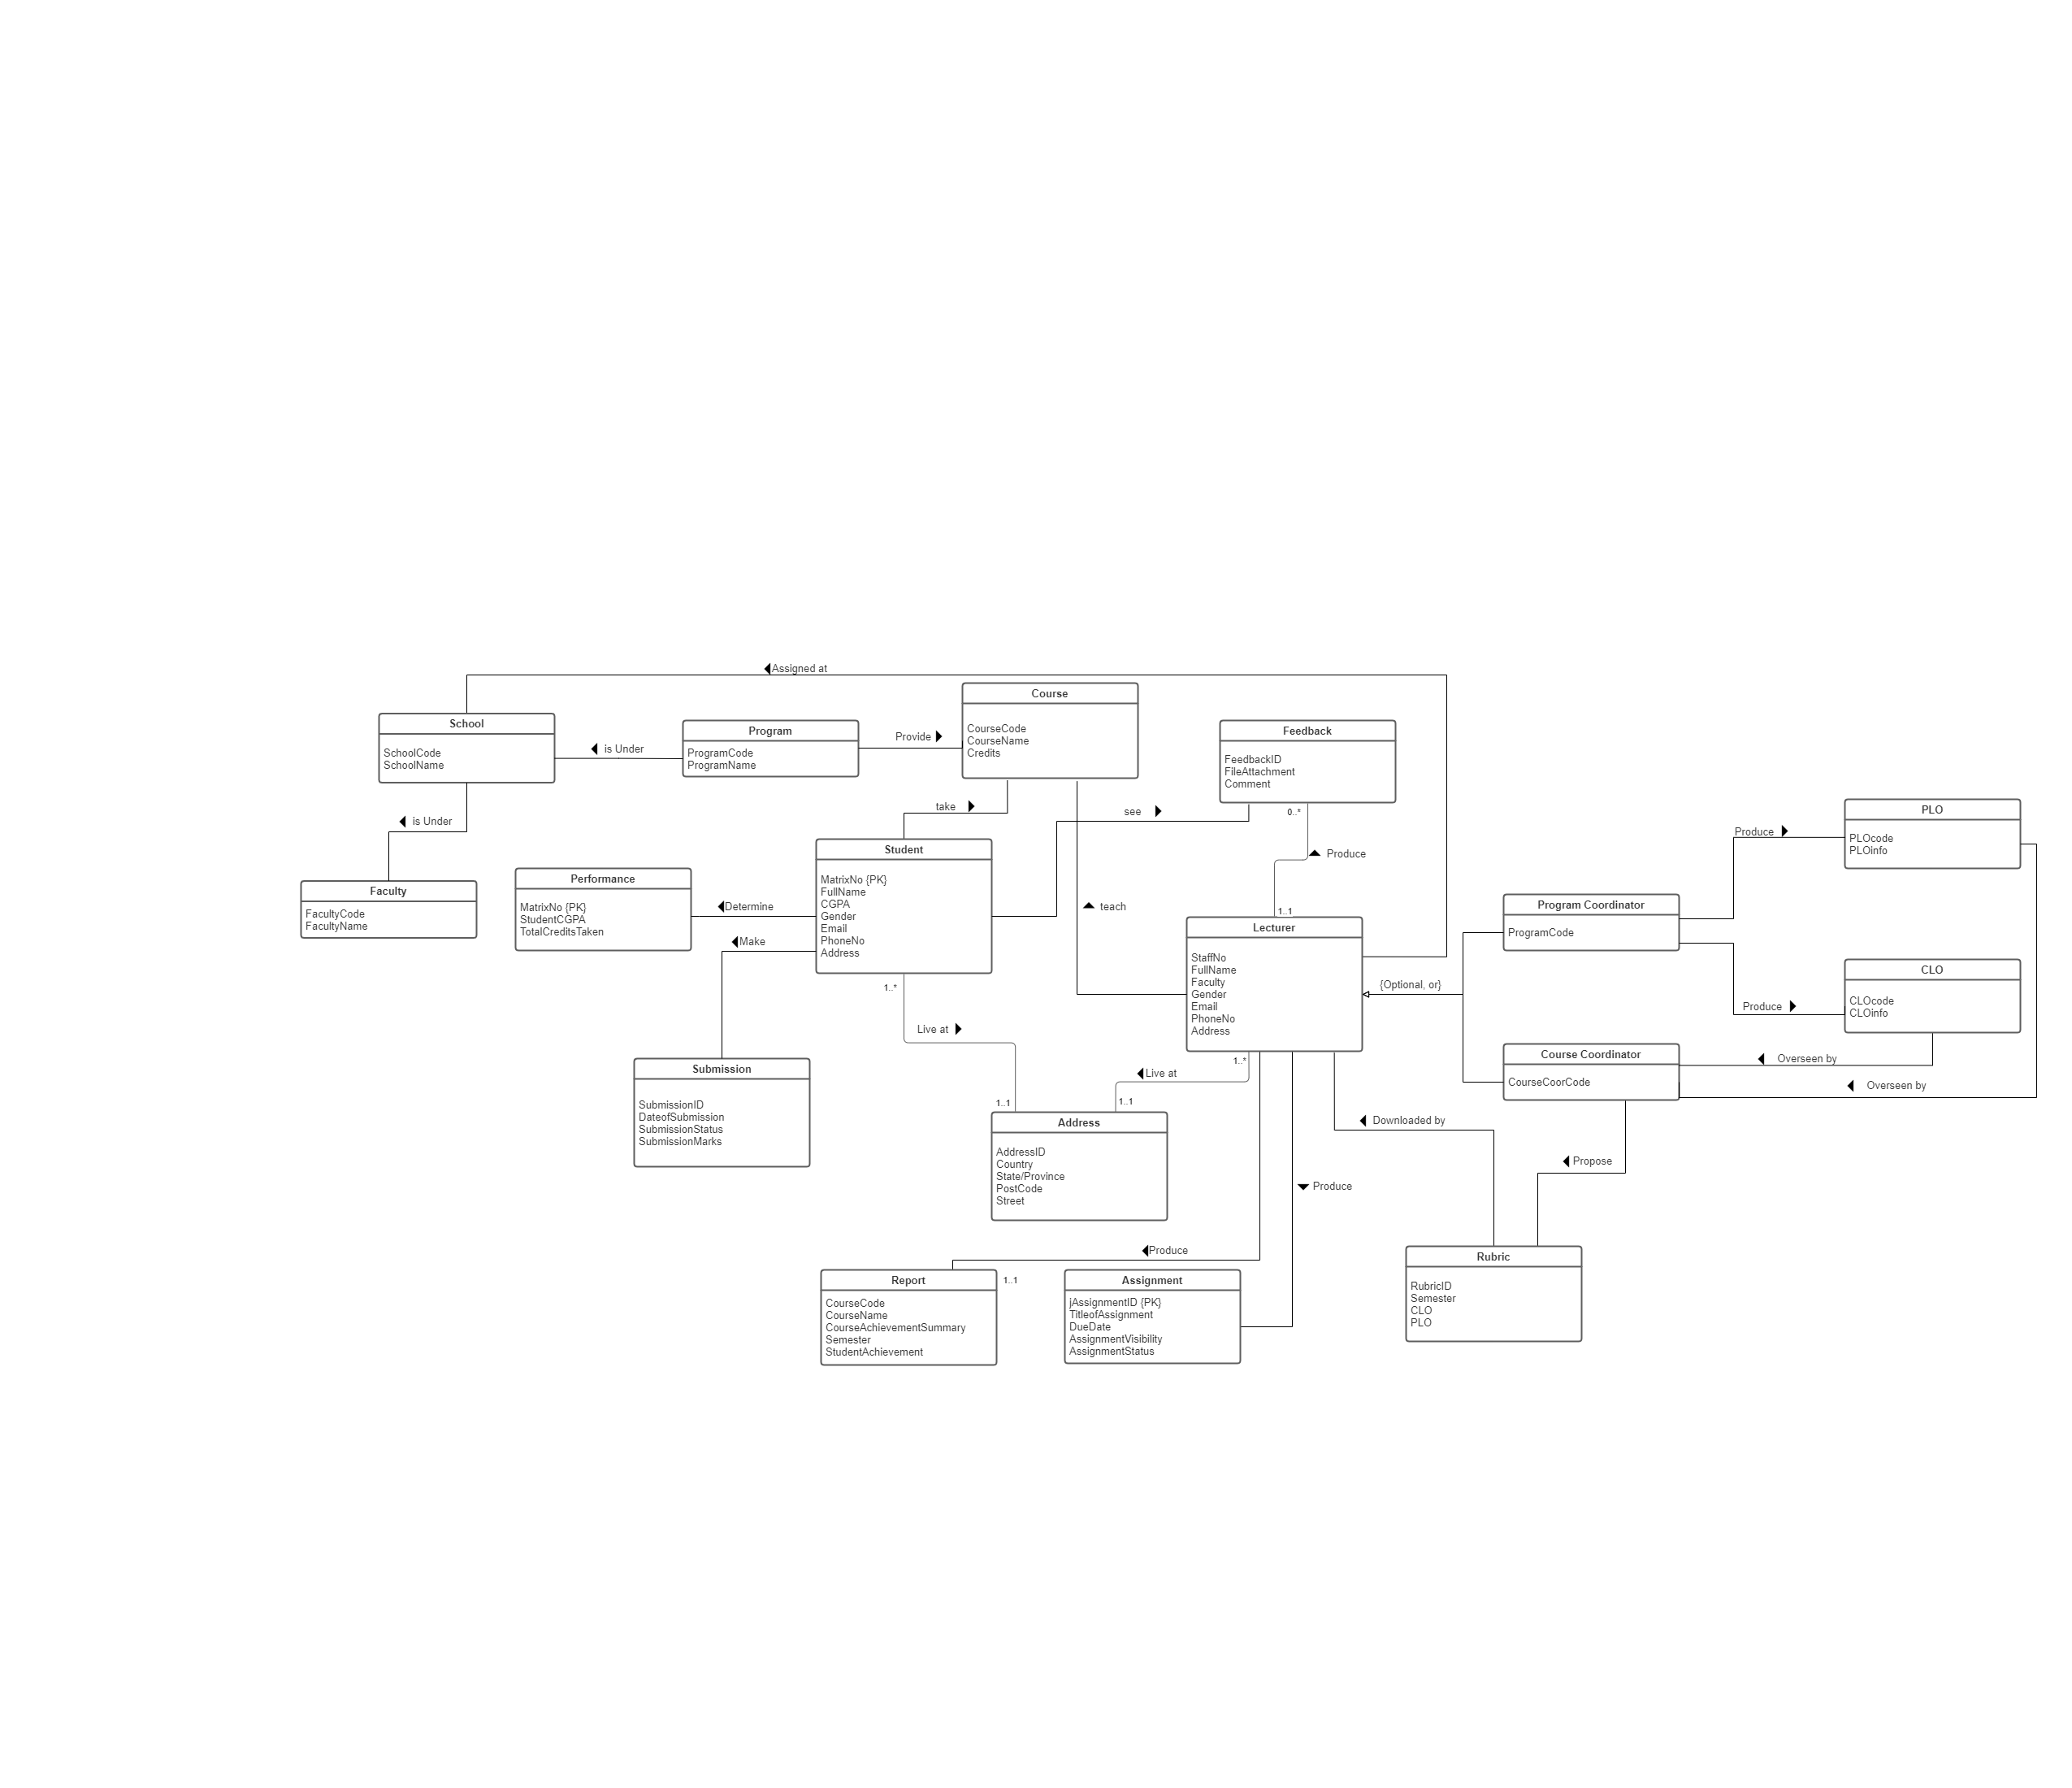 Assigned at
Course
CourseCode
CourseName
Credits
School
SchoolCode
SchoolName
is Under
Program
ProgramCode
ProgramName
Provide
Feedback
FeedbackID
FileAttachment
Comment
is Under
take
see
0..*
Produce
Faculty
FacultyCode
FacultyName
Performance
MatrixNo {PK}
StudentCGPA
TotalCreditsTaken
Determine
Make
Student
MatrixNo {PK}
FullName
CGPA
Gender
Email
PhoneNo
Address
teach
1..1
Lecturer
StaffNo
FullName
Faculty
Gender
Email
PhoneNo
Address
{Optional, or}
Program Coordinator
ProgramCode
Produce
PLO
PLOcode
PLOinfo
Produce
CLO
CLOcode
CLOinfo
Course Coordinator
CourseCoorCode
Overseen by
Overseen by
1..*
Live at
1..1
1..*
Live at
1..1
Submission
SubmissionID
DateofSubmission
SubmissionStatus
SubmissionMarks
Address
AddressID
Country
State/Province
PostCode
Street
Downloaded by
Propose
Produce
Produce
Report
CourseCode
CourseName
CourseAchievementSummary
Semester
StudentAchievement
1..1
Assignment
jAssignmentID {PK}
TitleofAssignment
DueDate
AssignmentVisibility
AssignmentStatus
Rubric
RubricID
Semester
CLO
PLO